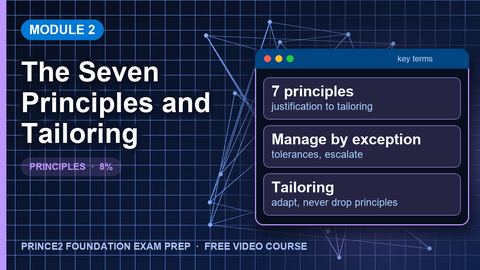 MODULE 2
The Seven
Principles and
Tailoring
PRINCIPLES · 8%
key terms
7 principles
justification to tailoring
Manage by exception
tolerances, escalate
Tailoring
adapt, never drop principles
PRINCE2 FOUNDATION EXAM PREP · FREE VIDEO COURSE